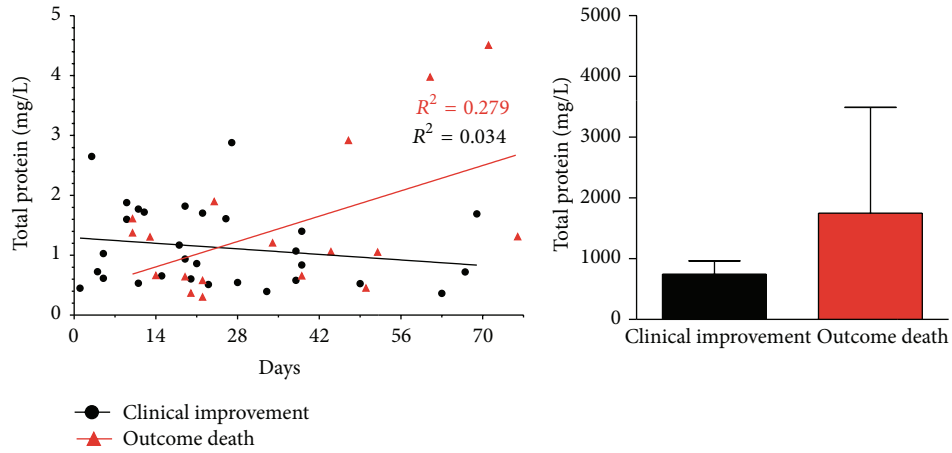 Total protein (mg/L)
5
4
3
2
1
0
R² = 0.279
R² = 0.034
0
14
28
42
56
70
Days
Clinical improvement
Outcome death
Total protein (mg/L)
5000
4000
3000
2000
1000
0
Clinical improvement
Outcome death